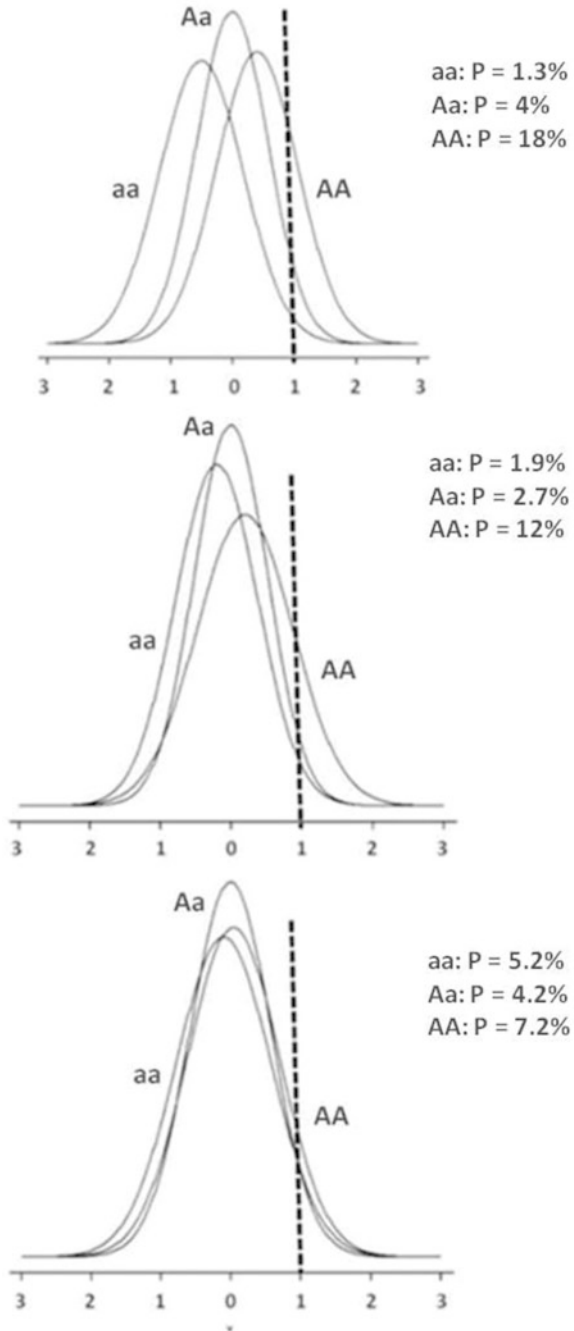 Aa
aa: P = 1.3%
Aa: P = 4%
AA: P = 18%
aa
AA
3 2 1 0 1 2 3
Aa
aa: P = 1.9%
Aa: P = 2.7%
AA: P = 12%
aa
AA
3 2 1 0 1 2 3
Aa
aa: P = 5.2%
Aa: P = 4.2%
AA: P = 7.2%
aa
AA
3 2 1 0 1 2 3